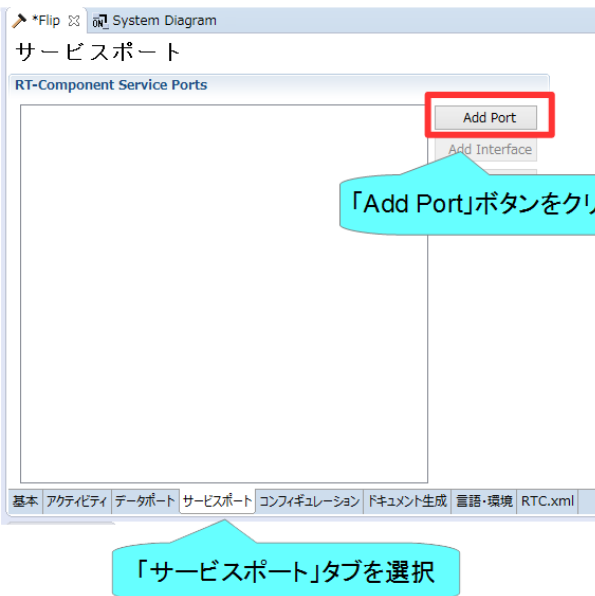 *Flip System Diagram
サービスポート
RT-Component Service Ports
Add Port
Add Interface
「Add Port」ボタンをクリ
基本 アクティビティ データポート サービスポート コンフィギュレーション ドキュメント生成 言語・環境 RTC.xml
「サービスポート」タブを選択